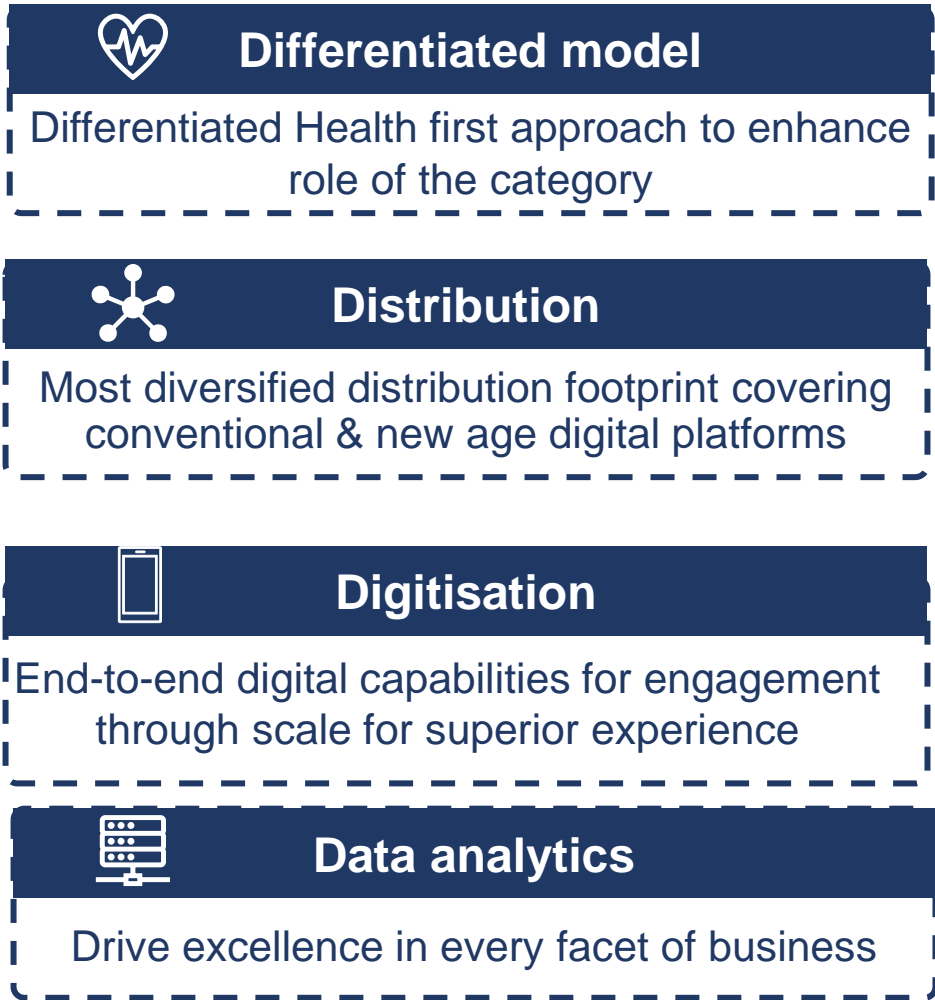 Differentiated model
Differentiated Health first approach to enhance
role of the category
Distribution
Most diversified distribution footprint covering
conventional & new age digital platforms
Digitisation
End-to-end digital capabilities for engagement
through scale for superior experience
Data analytics
Drive excellence in every facet of business